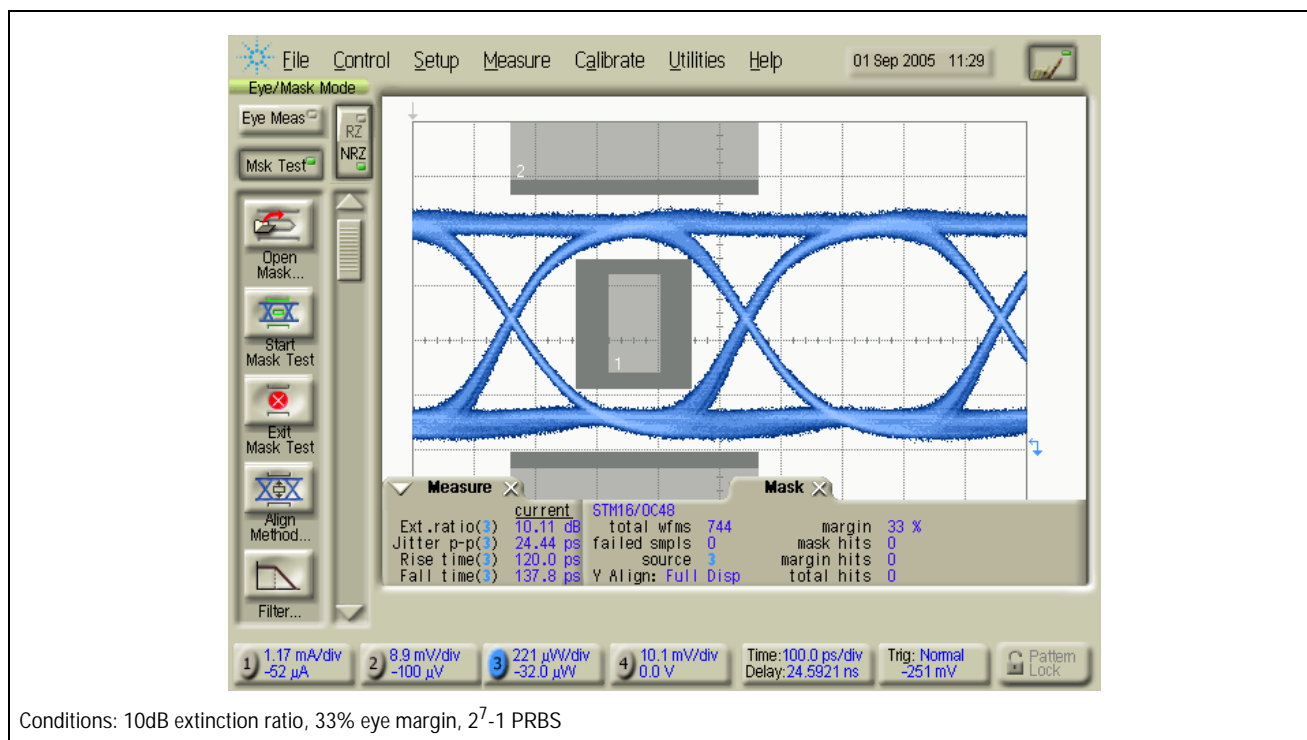 File Control Setup Measure Calibrate Utilities Help 01 Sep 2005 11:29
Eye/Mask Mode
Eye Meas
RZ
NRZ
Msk Test
Open
Mask...
Start
Mask Test
Exit
Mask Test
Align
Method...
Filter...
2
1
Measure
Mask
current
Ext.ratio(3) 10.11 dB
Jitter p-p(3) 24.44 ps
Rise time(3) 120.0 ps
Fall time(3) 137.8 ps
STM16/OC48
total wfms 744
failed smpls 0
source 3
Y Align: Full Disp
margin 33 %
mask hits 0
margin hits 0
total hits 0
1) 1.17 mA/div
-52 µA
2) 8.9 mV/div
-100 µV
3) 221 µW/div
-32.0 µW
4) 10.1 mV/div
0.0 V
Time:100.0 ps/div
Delay:24.5921 ns
Trig: Normal
-251 mV
Pattern
Lock
Conditions: 10dB extinction ratio, 33% eye margin, 2⁷-1 PRBS